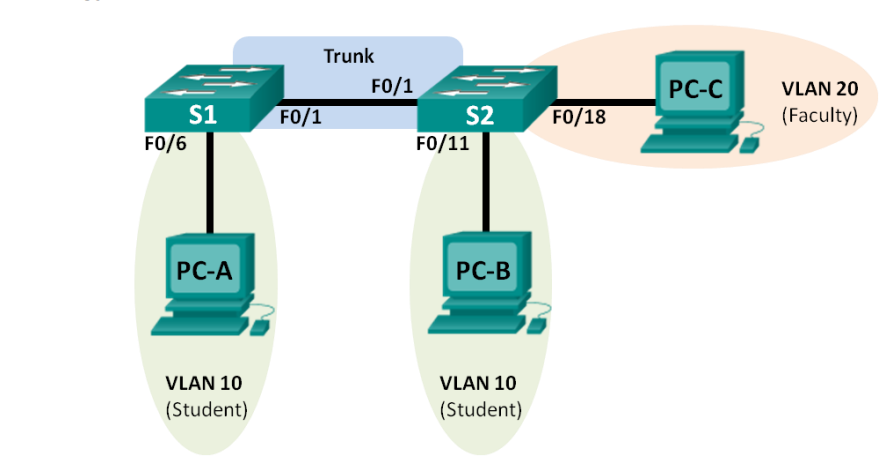 Trunk
F0/1
S1
F0/1
S2
F0/18
PC-C
VLAN 20
(Faculty)
F0/6
F0/11
PC-A
PC-B
VLAN 10
(Student)
VLAN 10
(Student)